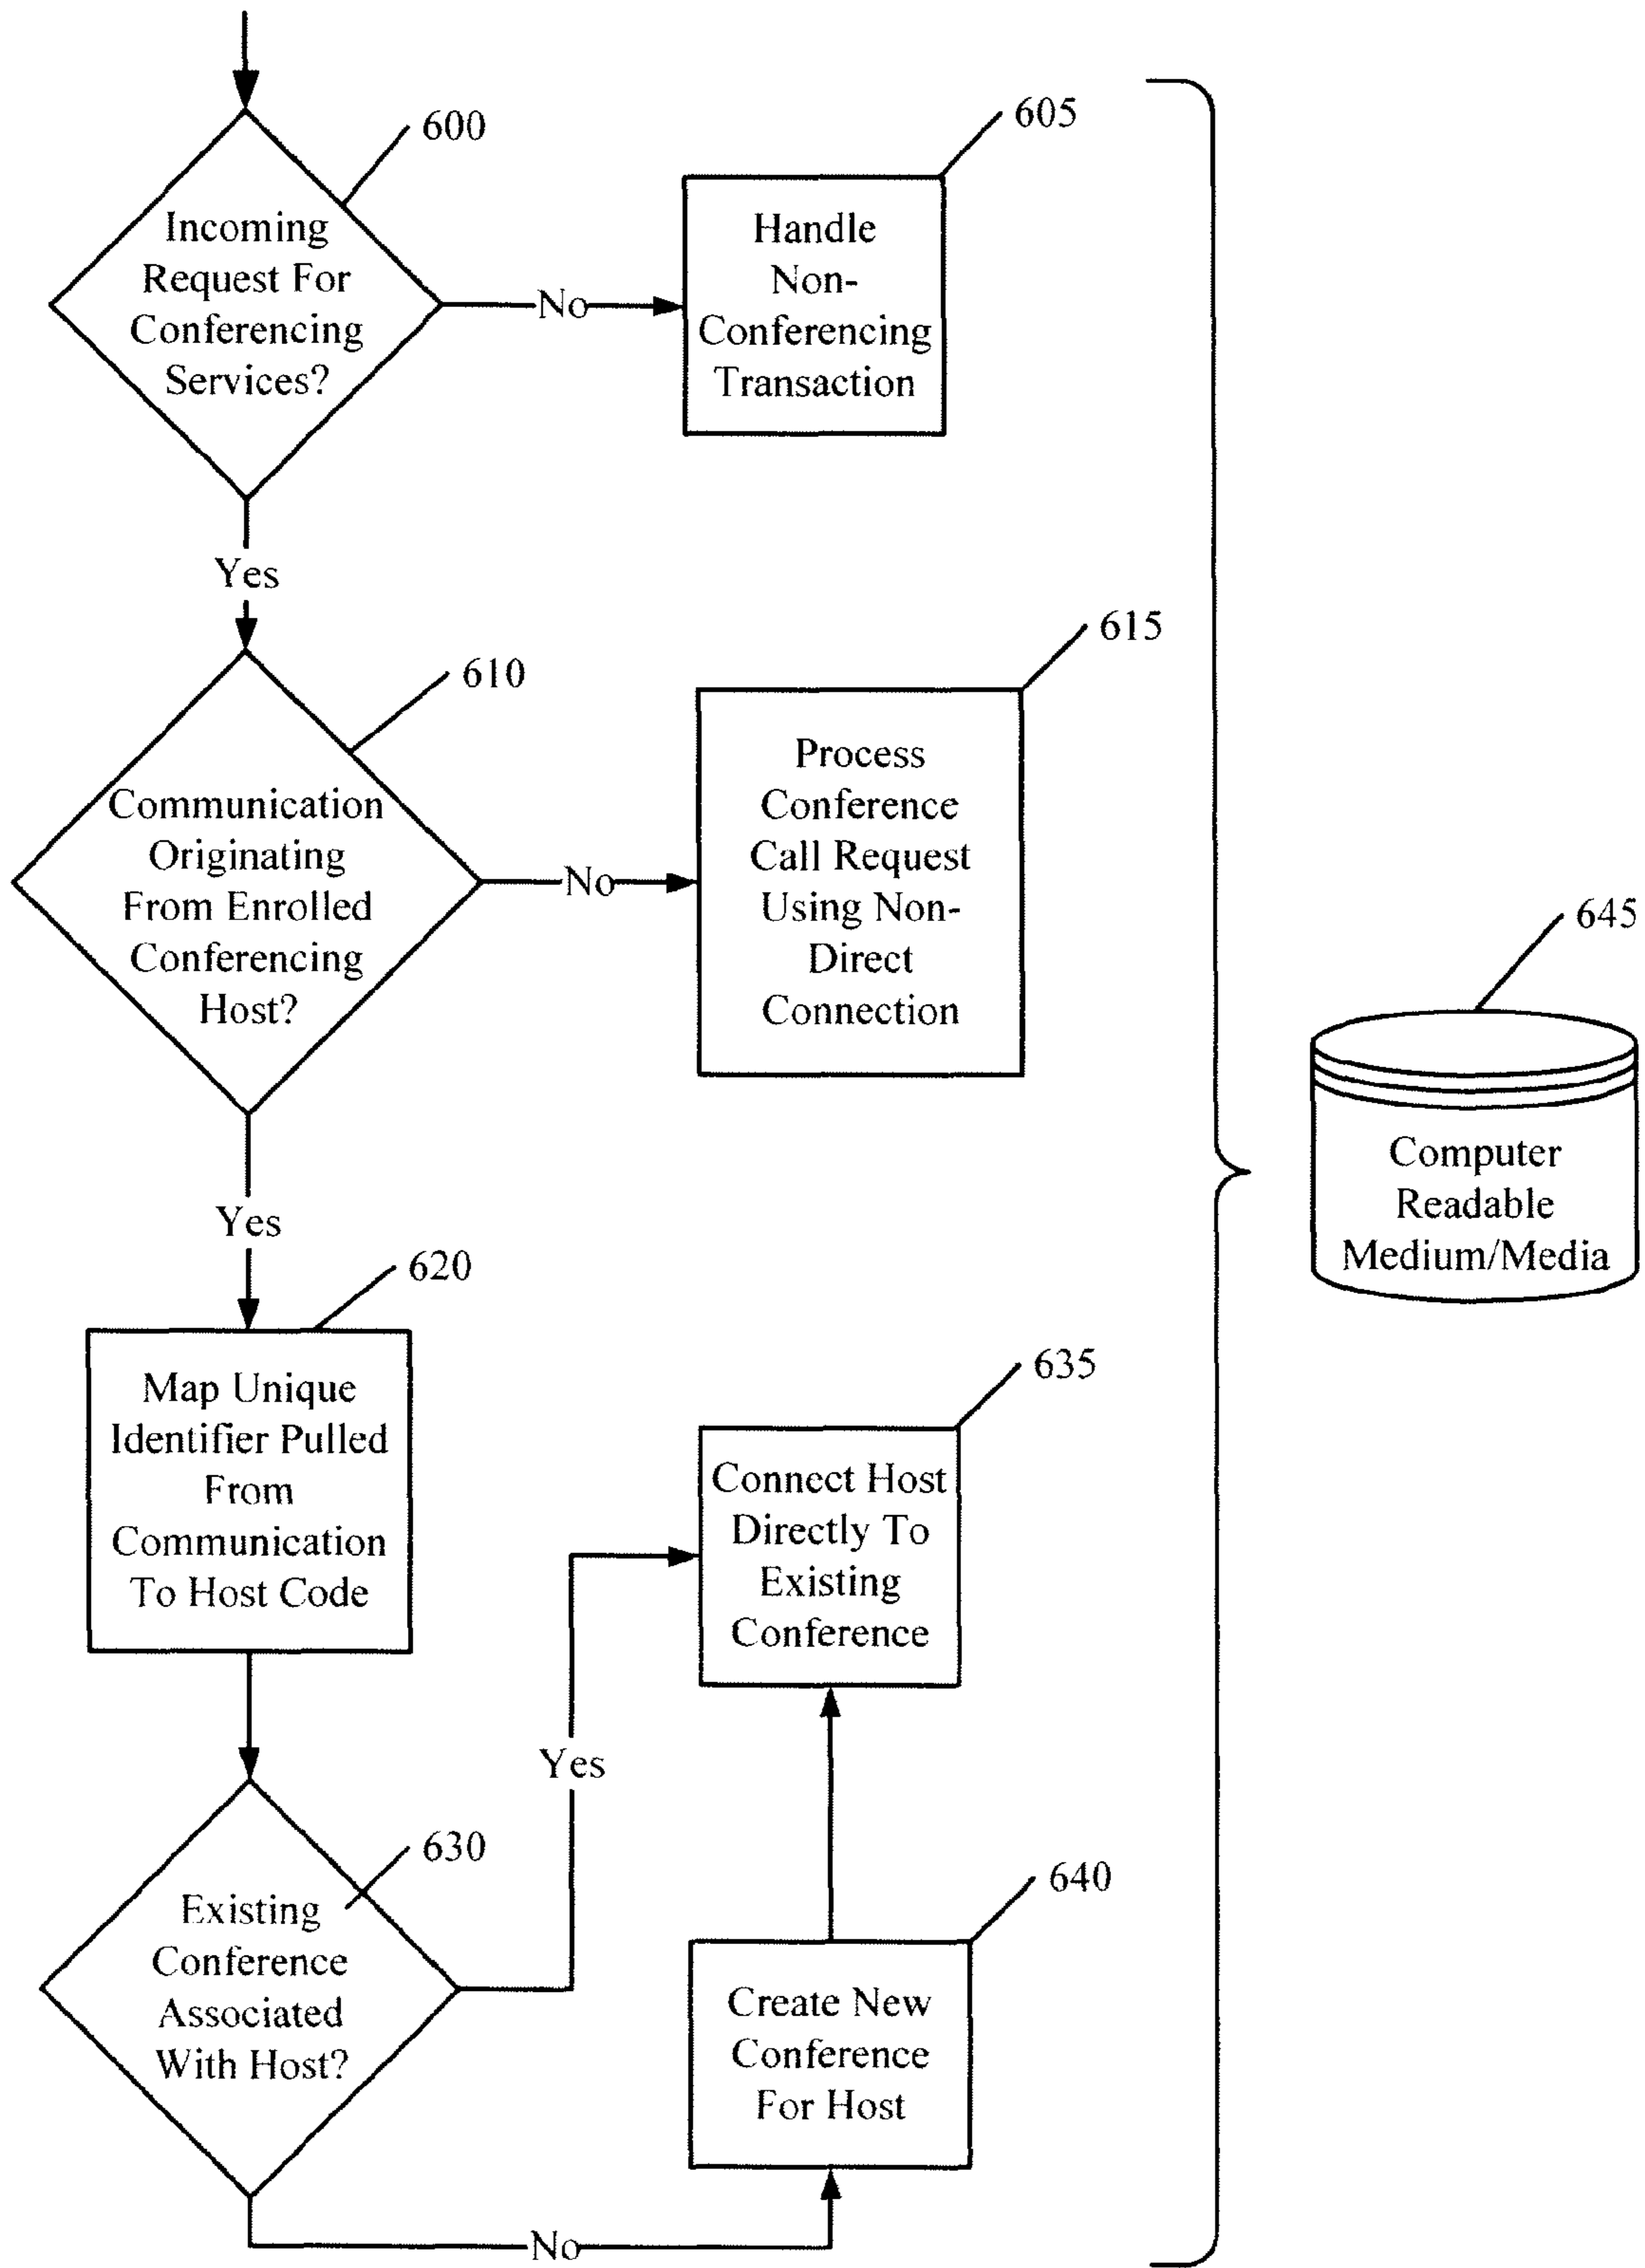 600
Incoming
Request For
Conferencing
Services?
No
605
Handle
Non-
Conferencing
Transaction
Yes
610
Communication
Originating
From Enrolled
Conferencing
Host?
No
615
Process
Conference
Call Request
Using Non-
Direct
Connection
Yes
620
Map Unique
Identifier Pulled
From
Communication
To Host Code
630
Existing
Conference
Associated
With Host?
Yes
635
Connect Host
Directly To
Existing
Conference
No
640
Create New
Conference
For Host
645
Computer
Readable
Medium/Media